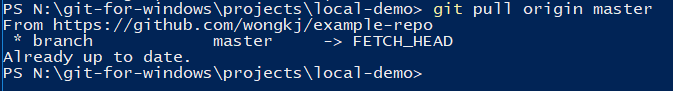 PS N:\git-for-windows\projects\local-demo> git pull origin master
From https://github.com/wongkj/example-repo
 * branch            master     -> FETCH_HEAD
Already up to date.
PS N:\git-for-windows\projects\local-demo>